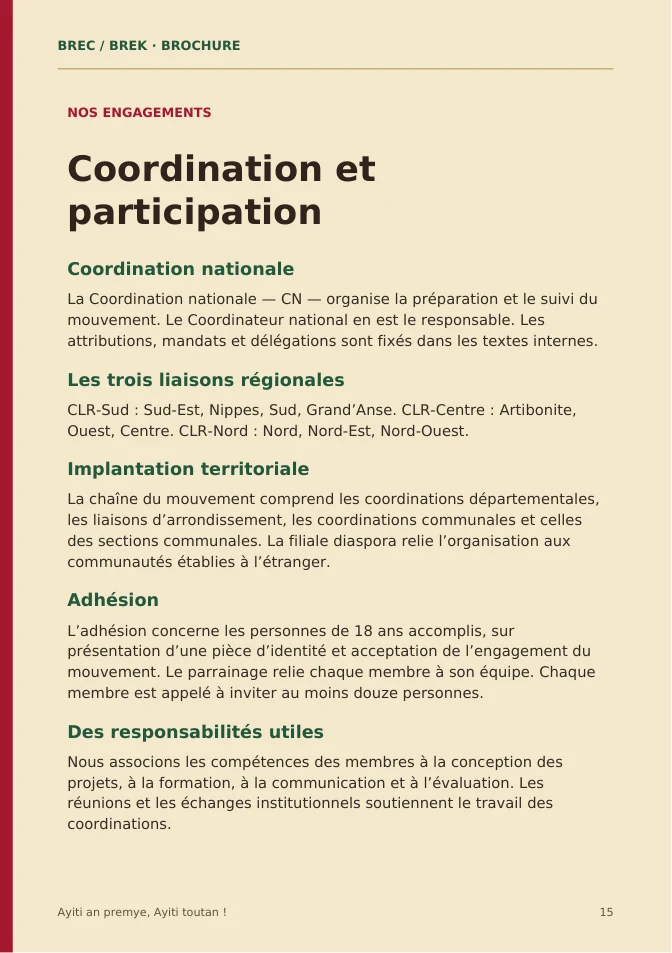 BREC / BREK · BROCHURE
NOS ENGAGEMENTS
Coordination et
participation
Coordination nationale
La Coordination nationale — CN — organise la préparation et le suivi du
mouvement. Le Coordinateur national en est le responsable. Les
attributions, mandats et délégations sont fixés dans les textes internes.
Les trois liaisons régionales
CLR-Sud : Sud-Est, Nippes, Sud, Grand’Anse. CLR-Centre : Artibonite,
Ouest, Centre. CLR-Nord : Nord, Nord-Est, Nord-Ouest.
Implantation territoriale
La chaîne du mouvement comprend les coordinations départementales,
les liaisons d’arrondissement, les coordinations communales et celles
des sections communales. La filiale diaspora relie l’organisation aux
communautés établies à l’étranger.
Adhésion
L’adhésion concerne les personnes de 18 ans accomplis, sur
présentation d’une pièce d’identité et acceptation de l’engagement du
mouvement. Le parrainage relie chaque membre à son équipe. Chaque
membre est appelé à inviter au moins douze personnes.
Des responsabilités utiles
Nous associons les compétences des membres à la conception des
projets, à la formation, à la communication et à l’évaluation. Les
réunions et les échanges institutionnels soutiennent le travail des
coordinations.
Ayiti an premye, Ayiti toutan !
15